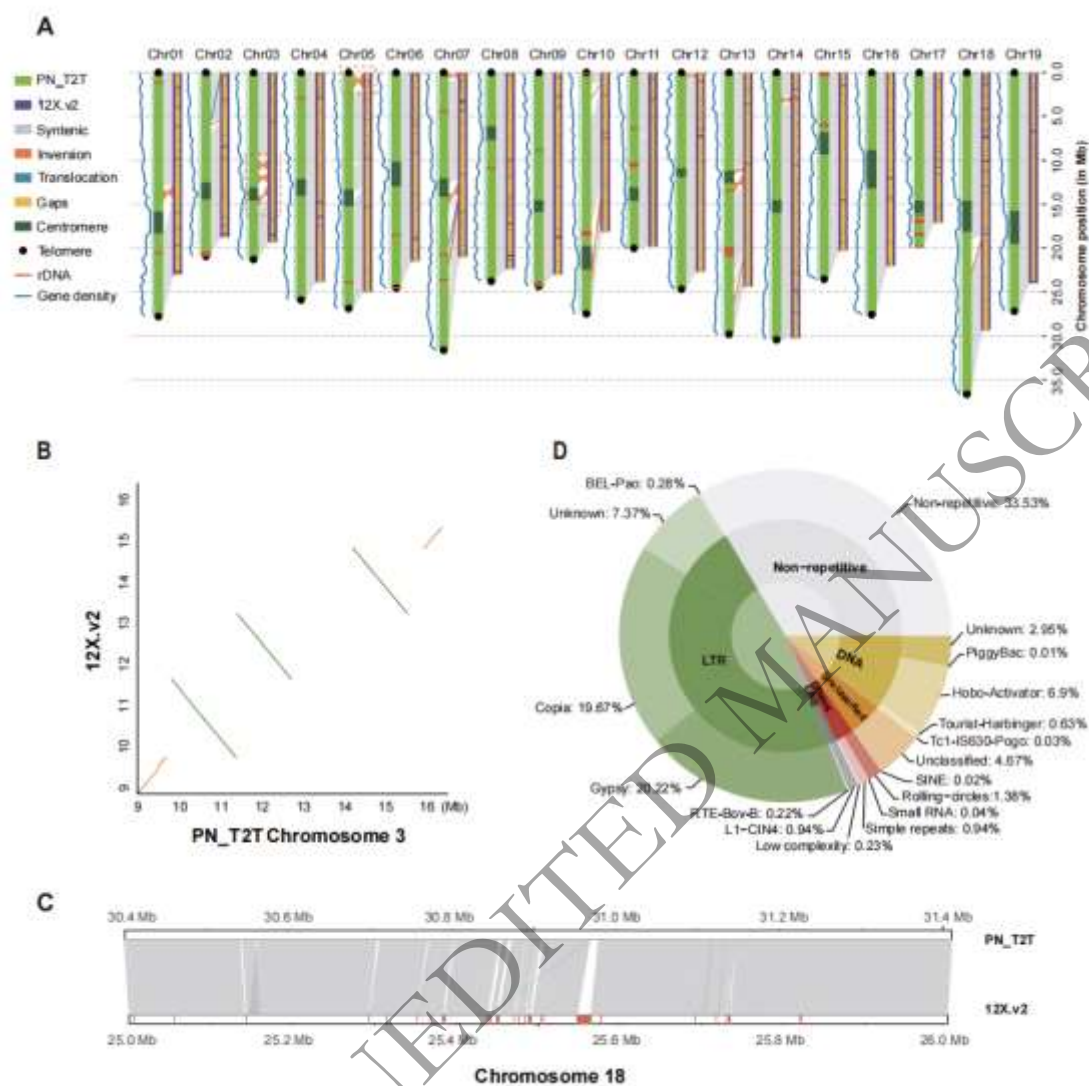 A
Chr01 Chr02 Chr03 Chr04 Chr05 Chr06 Chr07 Chr08 Chr09 Chr10 Chr11 Chr12 Chr13 Chr14 Chr15 Chr16 Chr17 Chr18 Chr19
PN_T2T
12X.v2
Syntenic
Inversion
Translocation
Gaps
Centromere
Telomere
rDNA
Gene density
0.0
5.0
10.0
15.0
20.0
25.0
30.0
35.0
Chromosome position (in Mb)
B
16
15
14
13
12
11
10
9
12X.v2
9 10 11 12 13 14 15 16 (Mb)
PN_T2T Chromosome 3
D
BEL-Pao: 0.28%
Unknown: 7.37%
Non-repetitive: 33.53%
Non-repetitive
LTR
DNA
Unclassified
Copia: 19.67%
Gypsy: 20.22%
Unknown: 2.95%
PiggyBac: 0.01%
Hobo-Activator: 6.9%
Tourist-Harbinger: 0.63%
Tc1-IS630-Pogo: 0.03%
Unclassified: 4.67%
SINE: 0.02%
Rolling-circles: 1.38%
Small RNA: 0.04%
Simple repeats: 0.94%
RTE-Bov-B: 0.22%
L1-CIN4: 0.94%
Low complexity: 0.23%
C
30.4 Mb 30.6 Mb 30.8 Mb 31.0 Mb 31.2 Mb 31.4 Mb
PN_T2T
12X.v2
25.0 Mb 25.2 Mb 25.4 Mb 25.6 Mb 25.8 Mb 26.0 Mb
Chromosome 18
UNEDITED MANUSCR